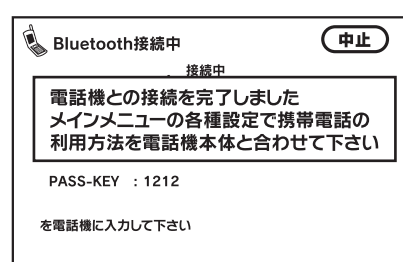 Bluetooth接続中
中止
接続中
電話機との接続を完了しました
メインメニューの各種設定で携帯電話の
利用方法を電話機本体と合わせて下さい
PASS-KEY : 1212
を電話機に入力して下さい